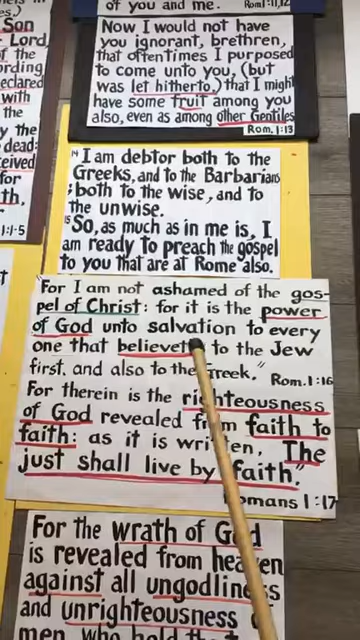 of you and me. Rom 1:11,12
Now I would not have
you ignorant, brethren,
that oftentimes I purposed
to come unto you, (but
was let hitherto,) that I might
have some fruit among you
also, even as among other Gentiles
Rom. 1:13
14 I am debtor both to the
Greeks, and to the Barbarians
; both to the wise, and to
the unwise.
15 So, as much as in me is, I
am ready to preach the gospel
to you that are at Rome also.
"For I am not ashamed of the gos-
pel of Christ: for it is the power
of God unto salvation to every
one that believeth to the Jew
first, and also to the Greek."
Rom. 1:16
For therein is the righteousness
of God revealed from faith to
faith: as it is written, The
just shall live by faith."
Romans 1:17
For the wrath of God
is revealed from heaven
against all ungodliness
and unrighteousness
men, who hold the
Son
Lord,
of the
ording
eclared
with
the
y the
dead:
ceived
for
th,
1:1-5